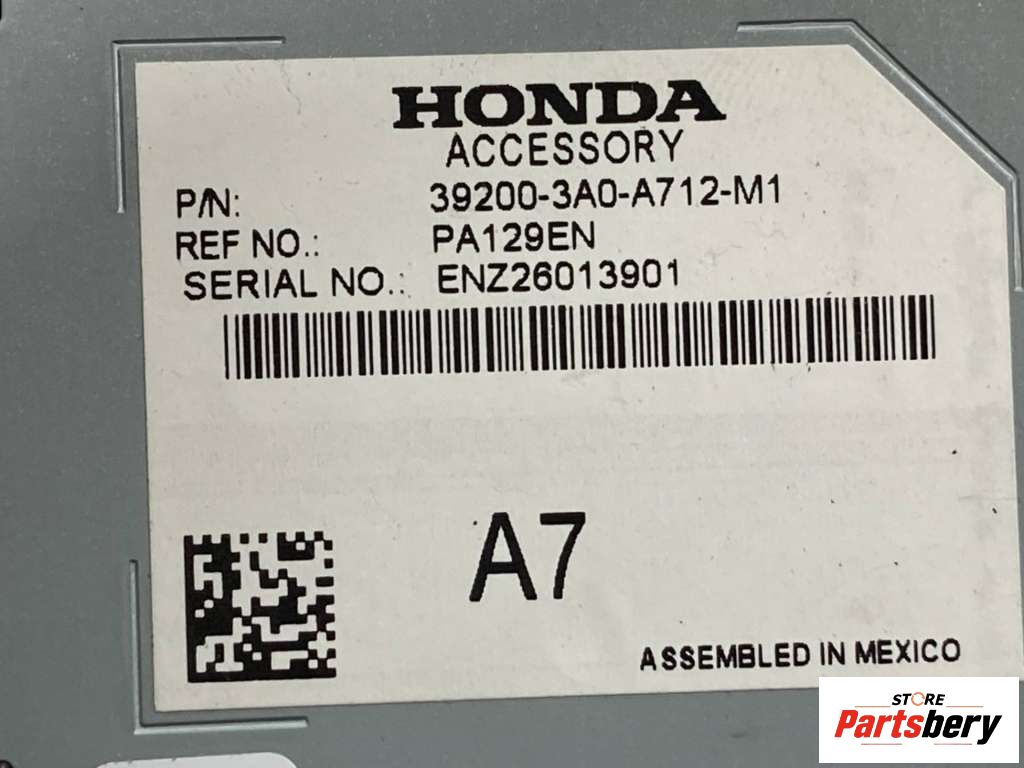 HONDA
ACCESSORY
P/N: 39200-3A0-A712-M1
REF NO.: PA129EN
SERIAL NO.: ENZ26013901
A7
ASSEMBLED IN MEXICO
STORE
Partsbery